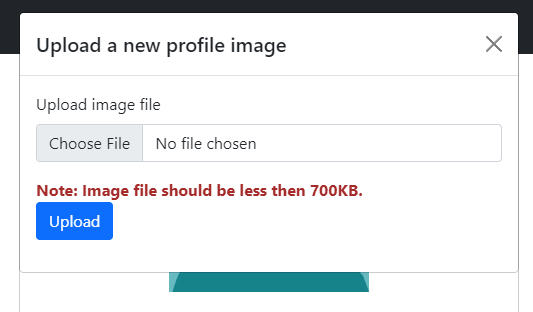 Upload a new profile image
Upload image file
Choose File No file chosen
Note: Image file should be less then 700KB.
Upload